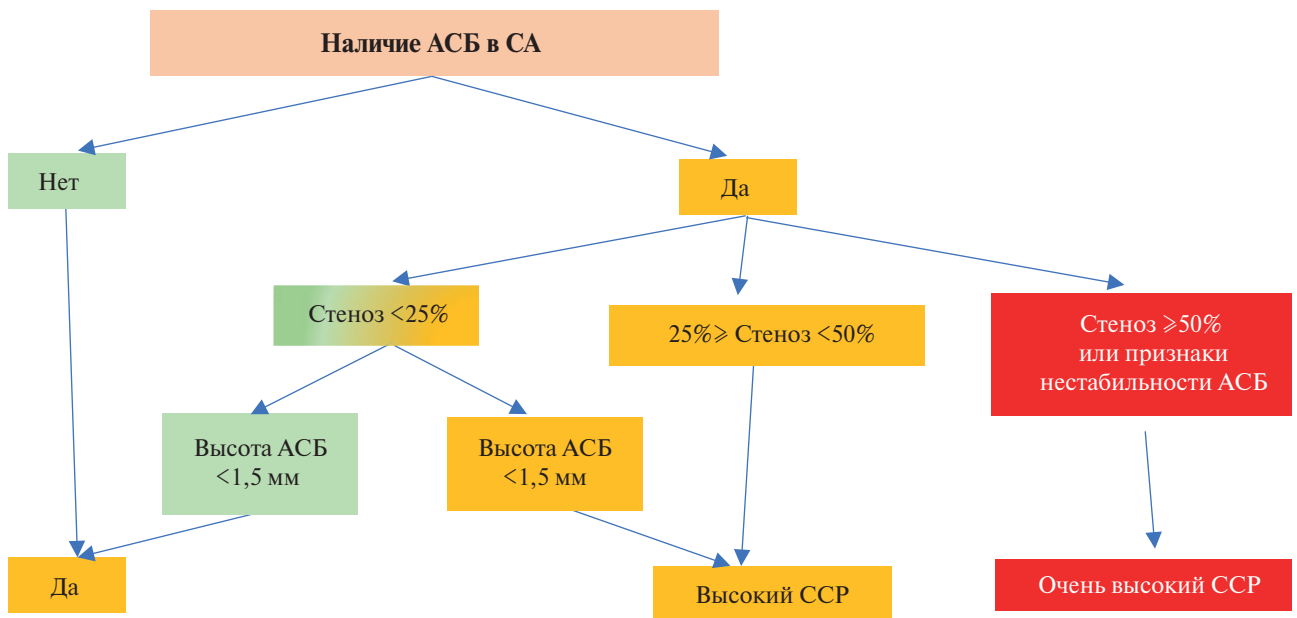 Наличие АСБ в СА
Нет
Да
Стеноз <25%
25%⩾ Стеноз <50%
Стеноз ⩾50%
или признаки
нестабильности АСБ
Высота АСБ
<1,5 мм
Высота АСБ
<1,5 мм
Да
Высокий ССР
Очень высокий ССР